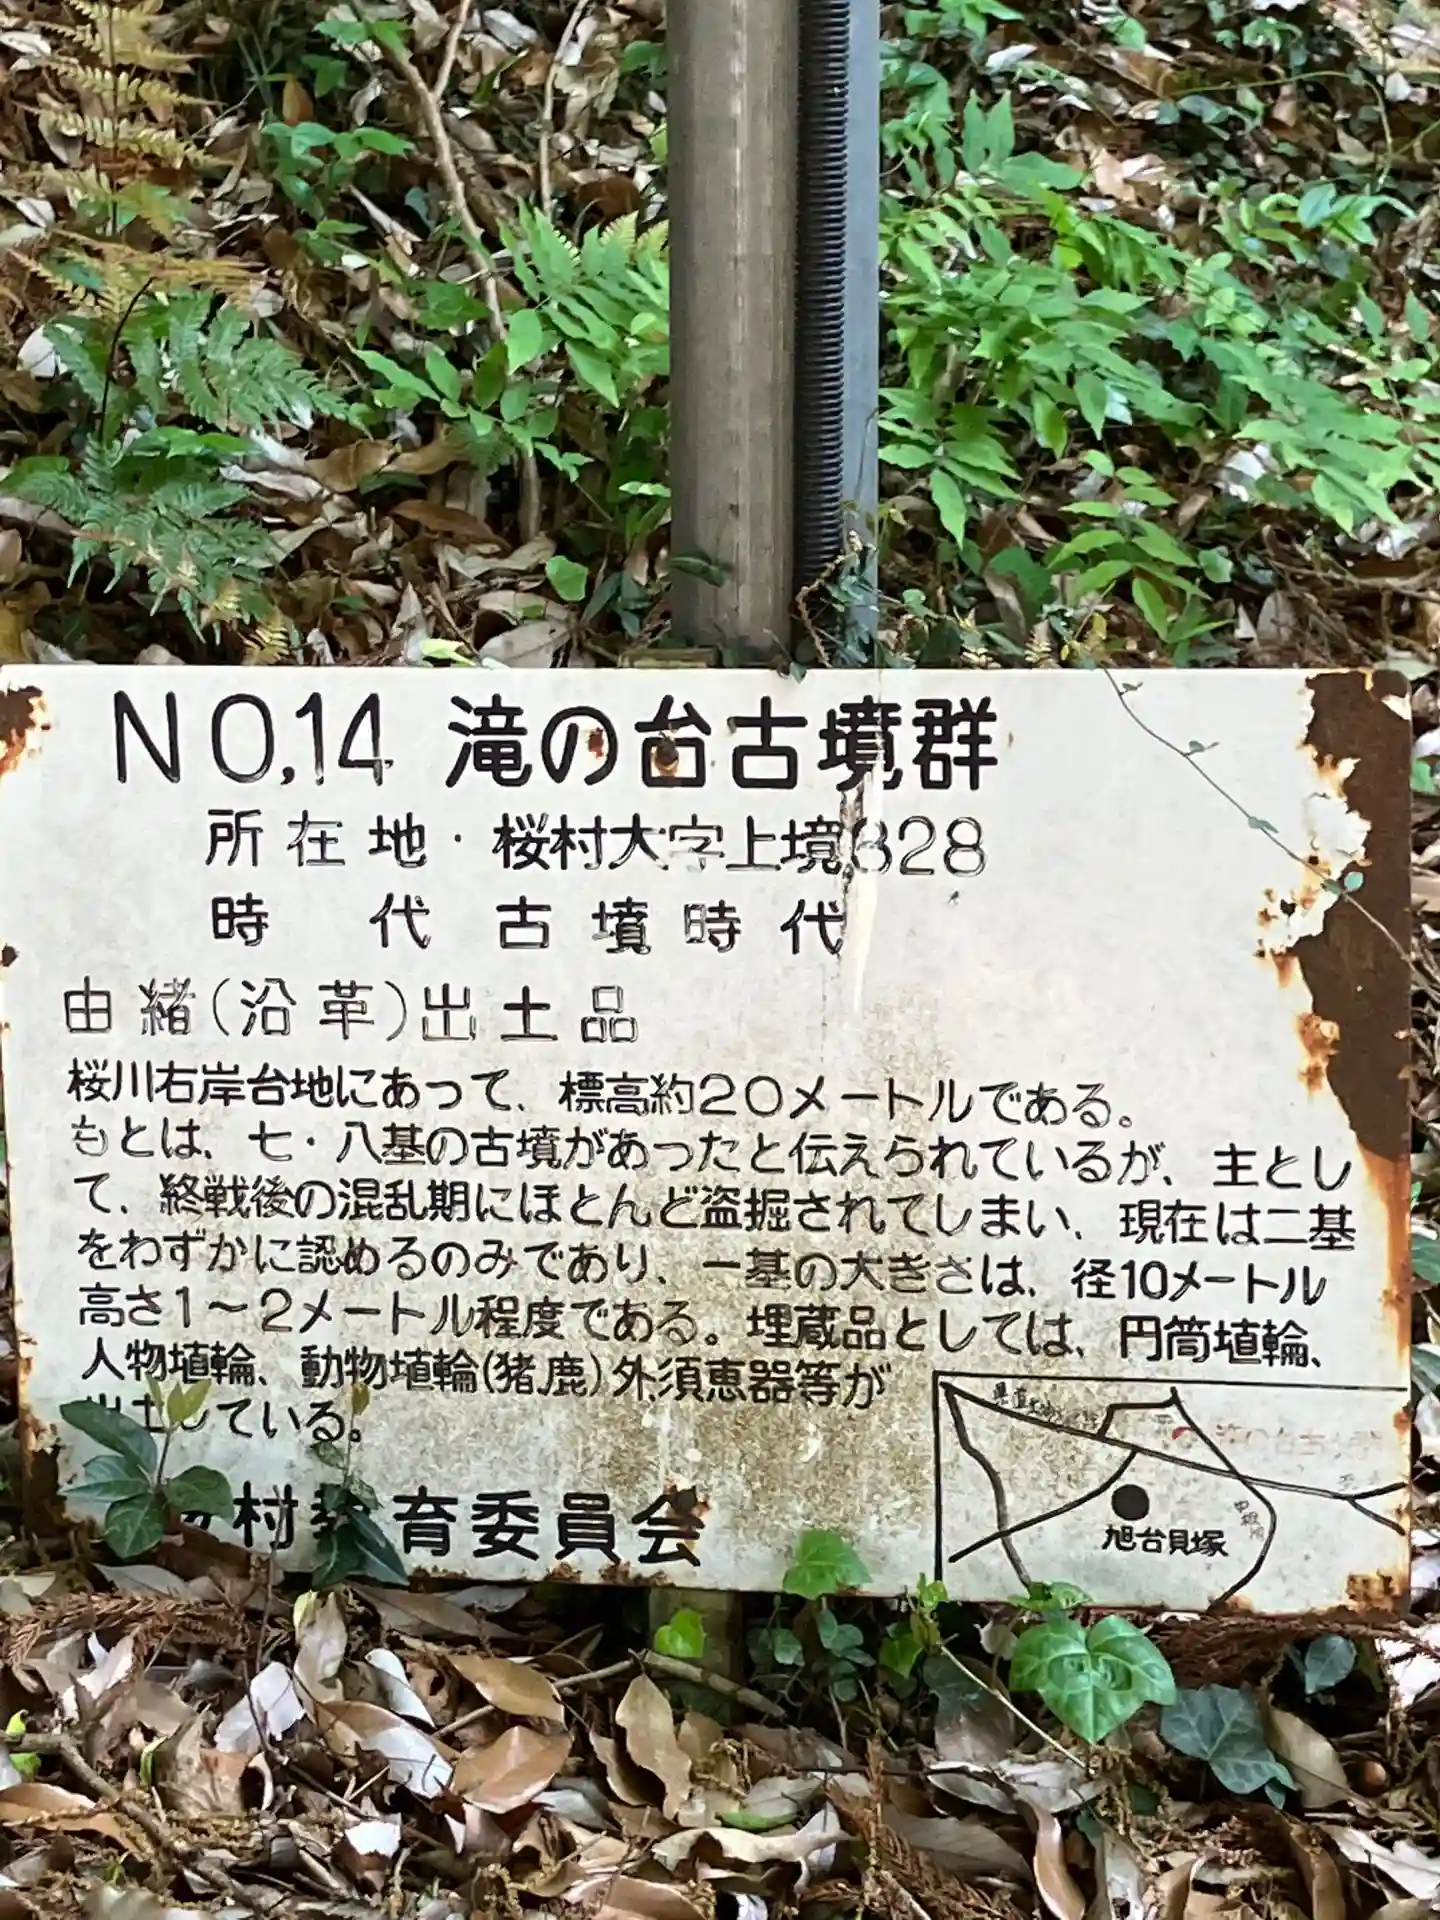 NO.14 滝の台古境群
所在地・桜村大字上境828
時代 古墳時代
由緒(沿革)出土品
桜川右岸台地にあって、標高約20メートルである。
もとは、七・八基の古墳があったと伝えられているが、主とし
て、終戦後の混乱期にほとんど盗掘されてしまい、現在は二基
をわずかに認めるのみであり、一基の大きさは、径10メートル
高さ1～2メートル程度である。埋蔵品としては、円筒埴輪、
人物埴輪、動物埴輪(猪、鹿)外、須恵器等が
出土している。
村教育委員会
滝の台古
旭台貝塚